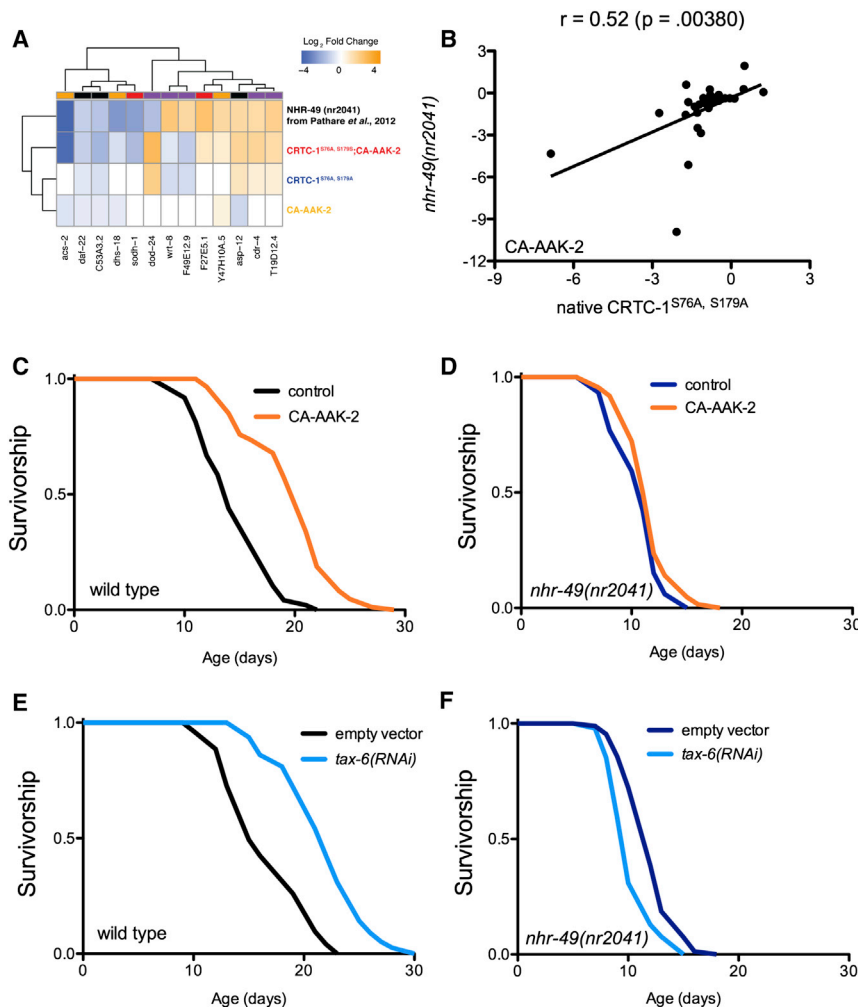 A
Log2 Fold Change
−4 0 4
NHR-49 (nr2041)
from Pathare et al., 2012
CRTC-1S76A, S179S;CA-AAK-2
CRTC-1S76A, S179A
CA-AAK-2
acs-2
daf-22
C53A3.2
dhs-18
sodh-1
dod-24
wrt-8
F49E12.9
F27E5.1
Y47H10A.5
asp-12
cdr-4
T19D12.4
r = 0.52 (p = .00380)
B
nhr-49(nr2041)
3
0
-3
-6
-9
-12
CA-AAK-2
-9 -6 -3 0 3
native CRTC-1S76A, S179A
C
Survivorship
1.0
0.5
0.0
control
CA-AAK-2
wild type
0 10 20 30
Age (days)
D
Survivorship
1.0
0.5
0.0
control
CA-AAK-2
nhr-49(nr2041)
0 10 20 30
Age (days)
E
Survivorship
1.0
0.5
0.0
empty vector
tax-6(RNAi)
wild type
0 10 20 30
Age (days)
F
Survivorship
1.0
0.5
0.0
empty vector
tax-6(RNAi)
nhr-49(nr2041)
0 10 20 30
Age (days)